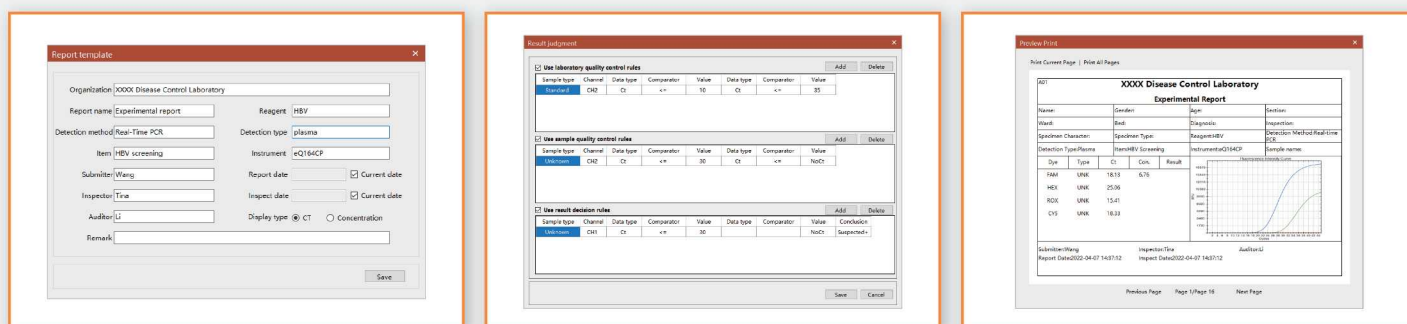 Report template
Organization XXXX Disease Control Laboratory
Report name Experimental report Reagent HBV
Detection method Real-Time PCR Detection type plasma
Item HBV screening Instrument eQ164CP
Submitter Wang Report date Current date
Inspector Tina Inspect date Current date
Auditor Li Display type CT Concentration
Remark
Save
Result judgment
Use laboratory quality control rules Add Delete
Sample type Channel Data type Comparator Value Data type Comparator Value
Standard CH2 Ct <= 10 Ct <= 35
Use sample quality control rules Add Delete
Sample type Channel Data type Comparator Value Data type Comparator Value
Unknown CH2 Ct <= 30 Ct <= NoCt
Use result decision rules Add Delete
Sample type Channel Data type Comparator Value Data type Comparator Value Conclusion
Unknown CH1 Ct <= 30 NoCt Suspected+
Save Cancel
Preview Print
Print Current Page | Print All Pages
A01 XXXX Disease Control Laboratory
Experimental Report
Name: Gender: Age: Section:
Ward: Bed: Diagnosis: Inspection:
Specimen Character: Specimen Type: Reagent:HBV Detection Method:Real-time PCR
Detection Type:Plasma Item:HBV Screening Instrument:eQ164CP Sample name:
Dye Type Ct Con. Result
FAM UNK 18.13 6.76
HEX UNK 25.06
ROX UNK 15.41
CY5 UNK 18.33
Submitter:Wang Inspector:Tina Auditor:Li
Report Date:2022-04-07 14:37:12 Inspect Date:2022-04-07 14:37:12
Previous Page Page 1/Page 16 Next Page